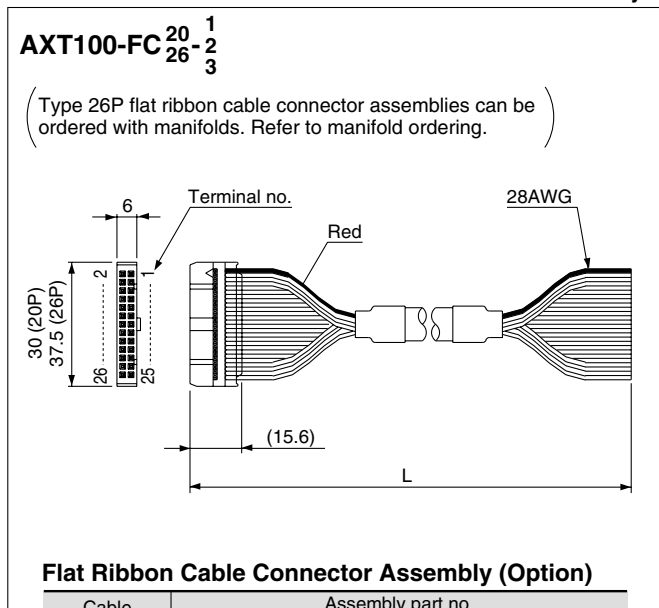 AXT100-FC 20 26 - 1 2 3
Type 26P flat ribbon cable connector assemblies can be
ordered with manifolds. Refer to manifold ordering.
6
Terminal no.
28AWG
Red
2
1
30 (20P)
37.5 (26P)
26
25
(15.6)
L
Flat Ribbon Cable Connector Assembly (Option)
Cable
Assembly part no.